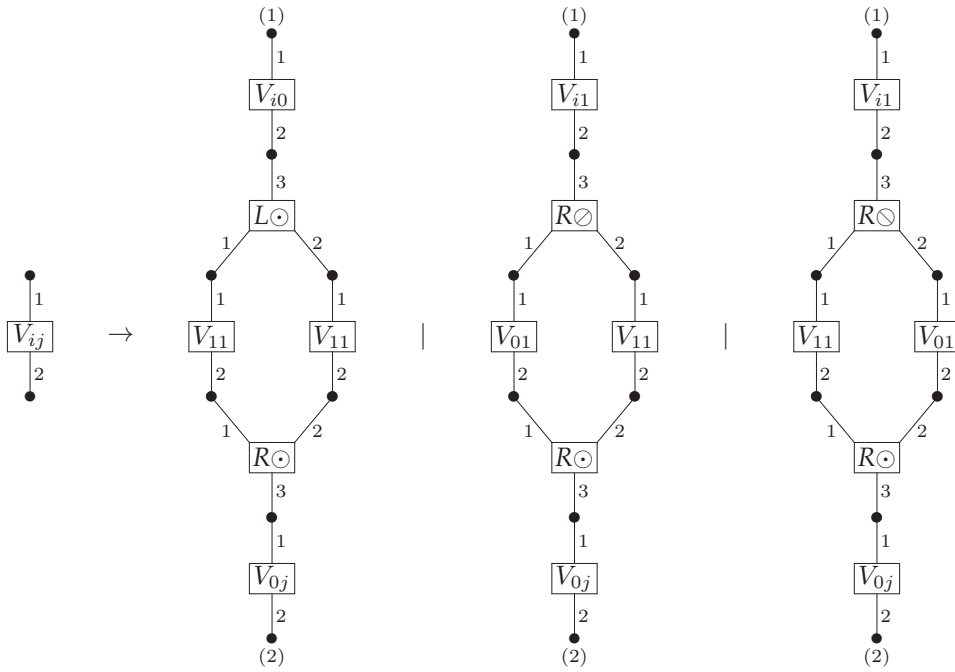 (1) (1) (1)
1 1 1
V_{i0} V_{i1} V_{i1}
2 2 2
3 3 3
L⊙ R⊘ R⦸
1 2 1 2 1 2
1 1 1 1 1 1 1
V_{ij} → V_{11} V_{11} | V_{01} V_{11} | V_{11} V_{01}
2 2 2 2 2 2 2
1 2 1 2 1 2
R⊙ R⊙ R⊙
3 3 3
1 1 1
V_{0j} V_{0j} V_{0j}
2 2 2
(2) (2) (2)